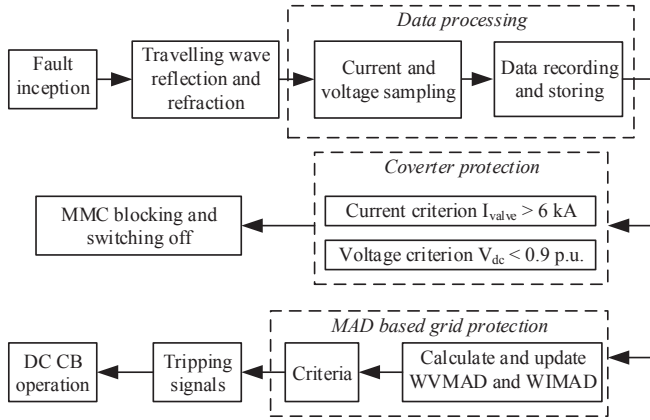 Data processing
Fault
inception
Travelling wave
reflection and
refraction
Current and
voltage sampling
Data recording
and storing
Coverter protection
MMC blocking and
switching off
Current criterion Ivalve > 6 kA
Voltage criterion Vdc < 0.9 p.u.
MAD based grid protection
DC CB
operation
Tripping
signals
Criteria
Calculate and update
WVMAD and WIMAD